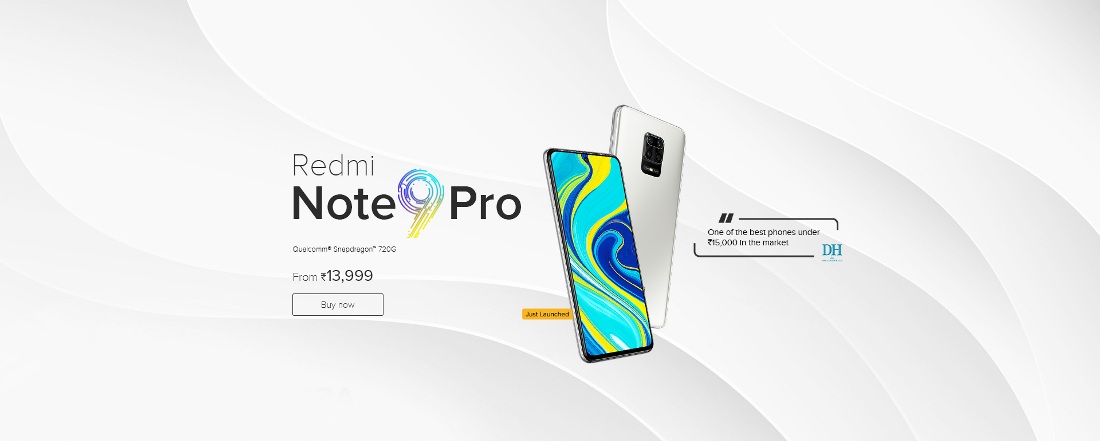 Redmi
Note 9 Pro
Qualcomm® Snapdragon™ 720G
From ₹13,999
Buy now
Just Launched
One of the best phones under
₹15,000 in the market
DH